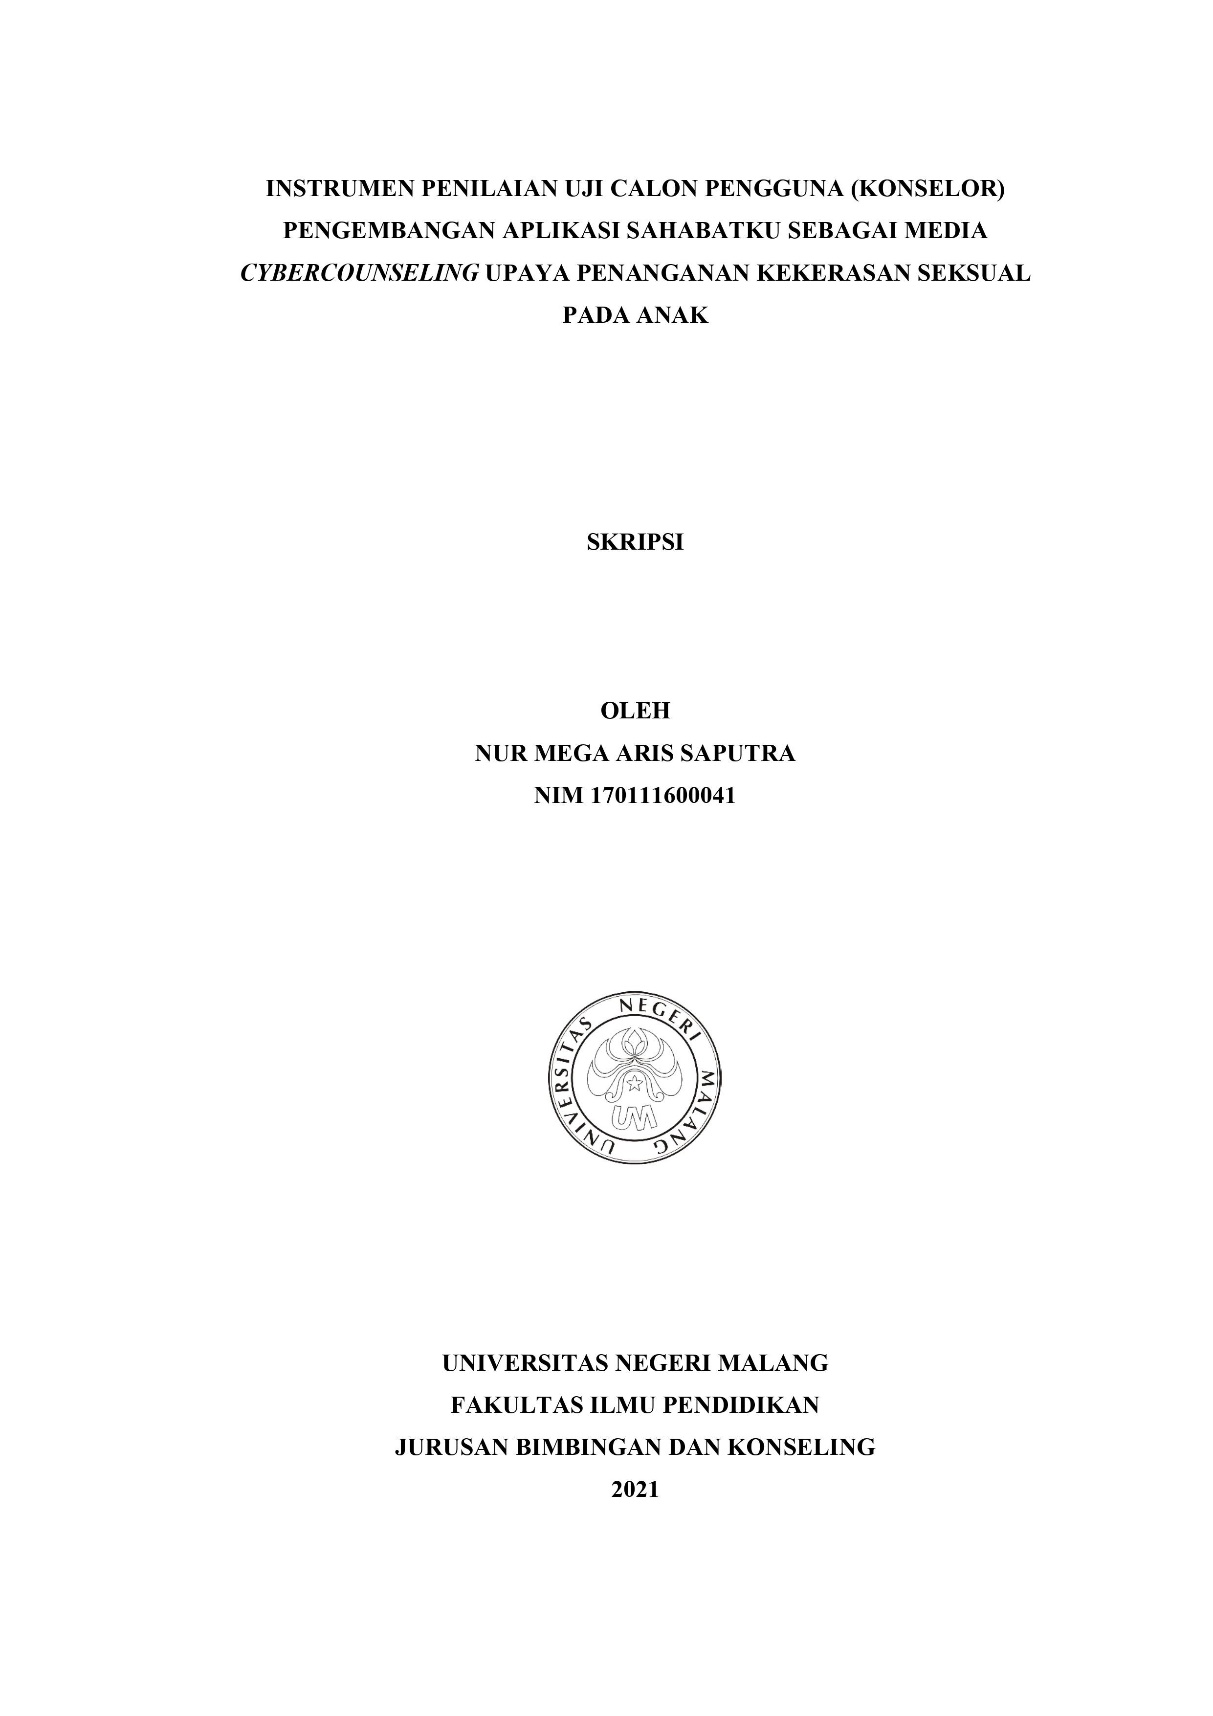 INSTRUMEN PENILAIAN UJI CALON PENGGUNA (KONSELOR)
PENGEMBANGAN APLIKASI SAHABATKU SEBAGAI MEDIA
CYBERCOUNSELING UPAYA PENANGANAN KEKERASAN SEKSUAL
PADA ANAK
SKRIPSI
OLEH
NUR MEGA ARIS SAPUTRA
NIM 170111600041
UNIVERSITAS NEGERI MALANG
UM
UNIVERSITAS NEGERI MALANG
FAKULTAS ILMU PENDIDIKAN
JURUSAN BIMBINGAN DAN KONSELING
2021